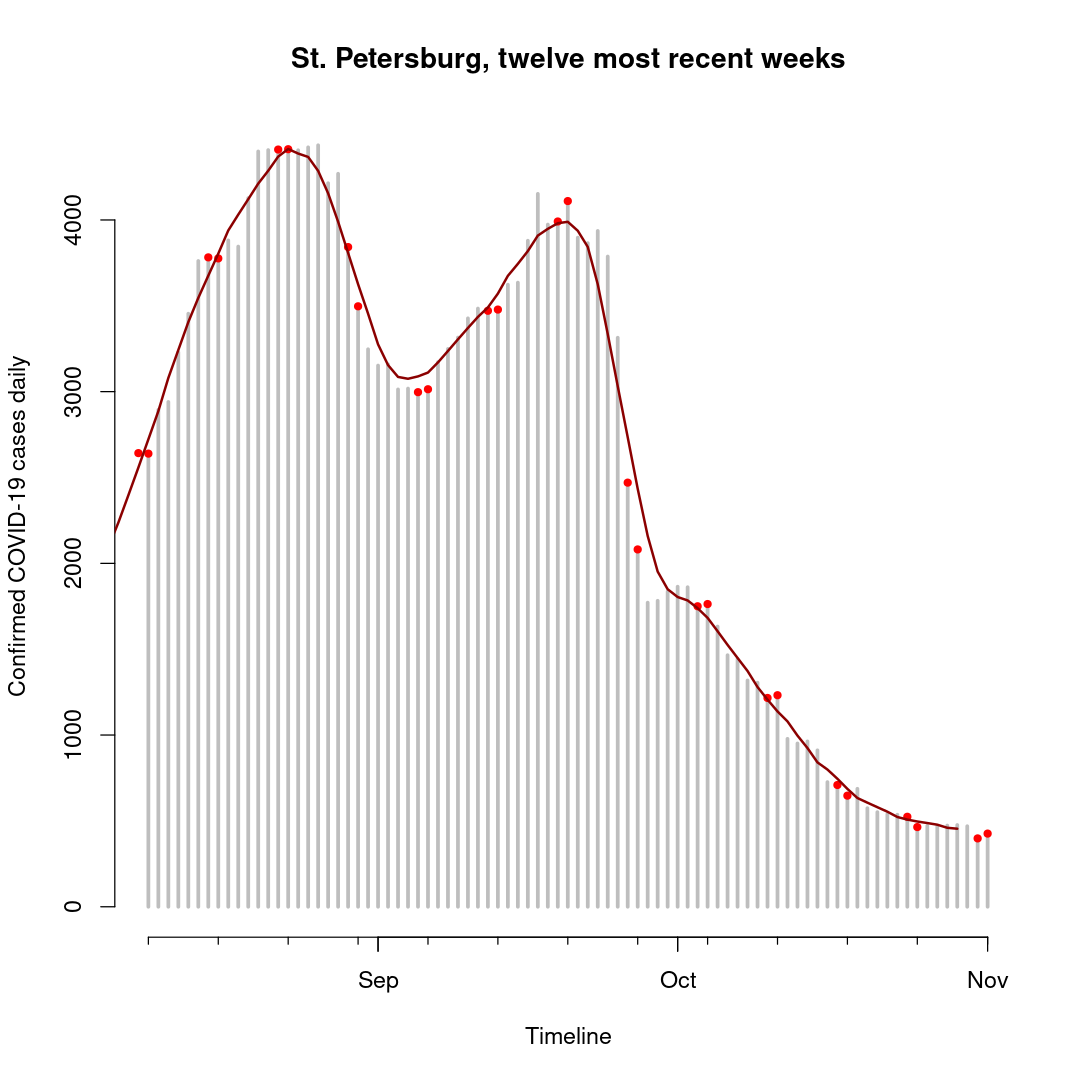 St. Petersburg, twelve most recent weeks
Confirmed COVID-19 cases daily
4000
3000
2000
1000
0
Sep Oct Nov
Timeline